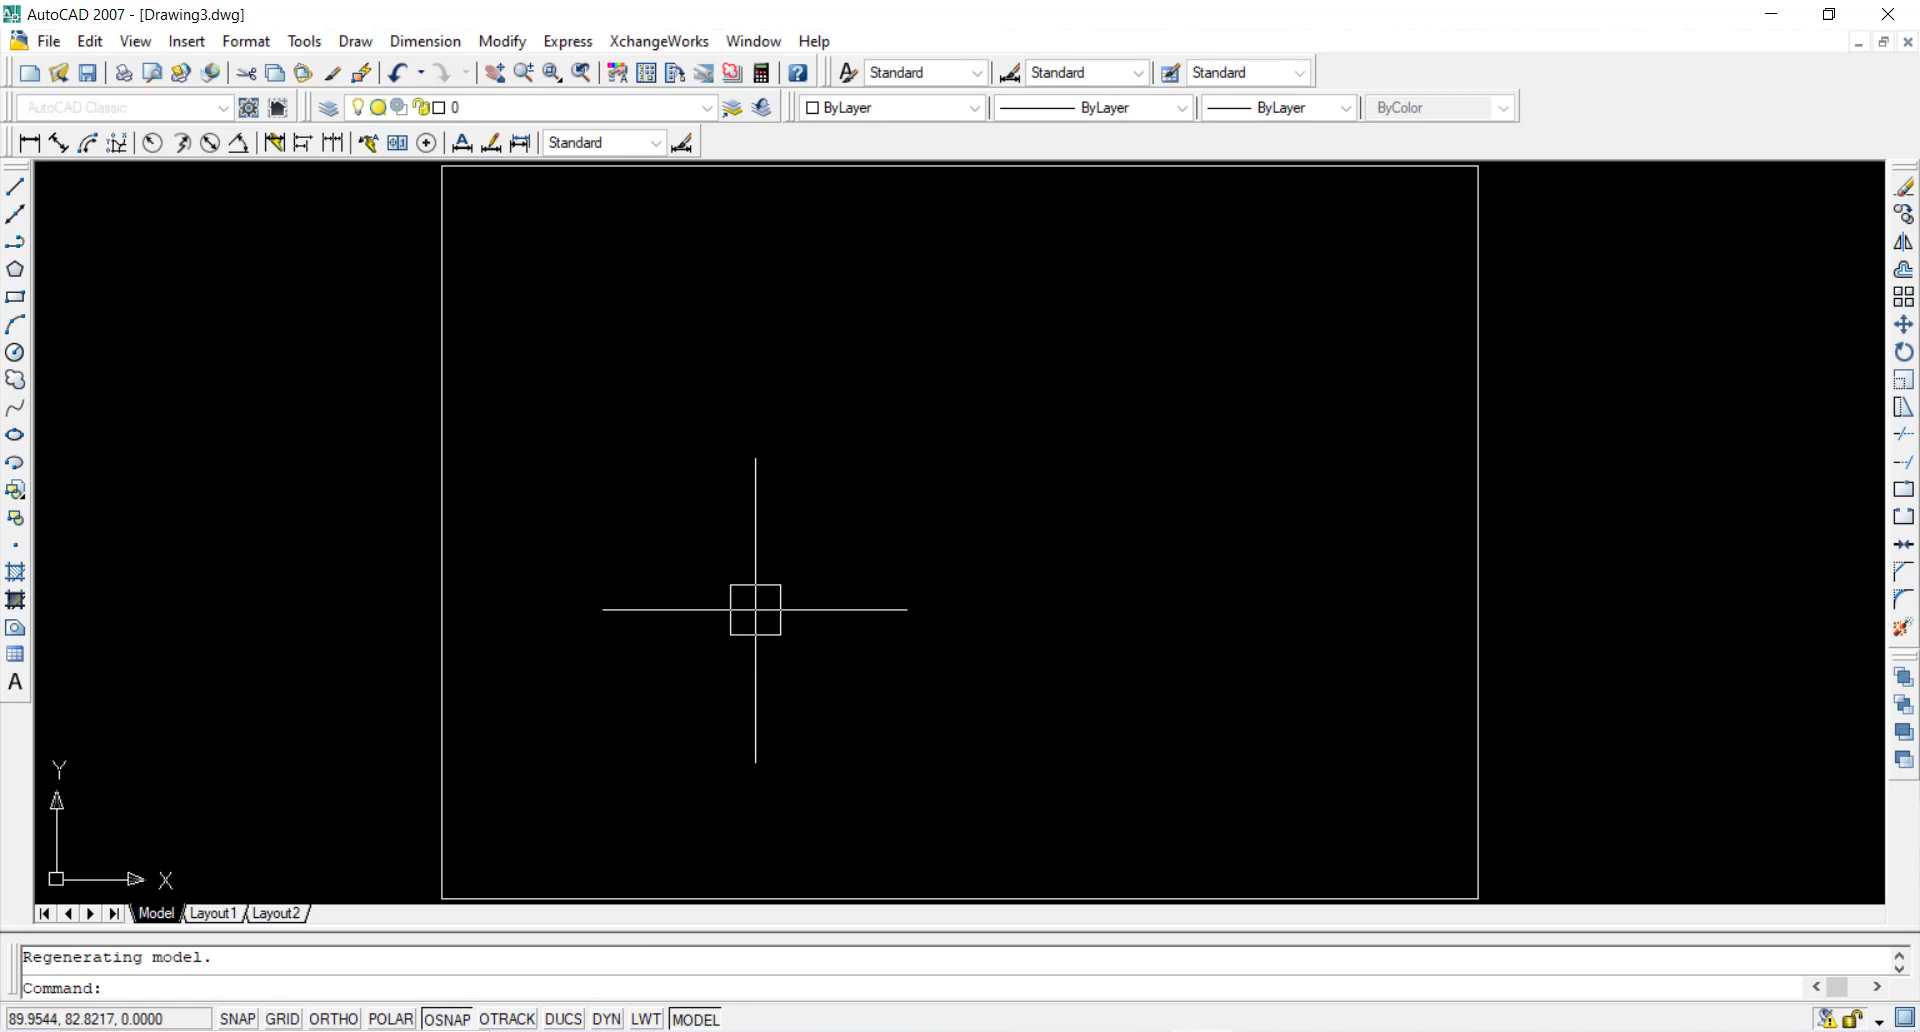 AutoCAD 2007 - [Drawing3.dwg]
File Edit View Insert Format Tools Draw Dimension Modify Express XchangeWorks Window Help
Standard Standard Standard
AutoCAD Classic 0 ByLayer ByLayer ByLayer ByColor
Standard
A
Y
X
Model Layout1 Layout2
Regenerating model.
Command:
89.9544, 82.8217, 0.0000 SNAP GRID ORTHO POLAR OSNAP OTRACK DUCS DYN LWT MODEL